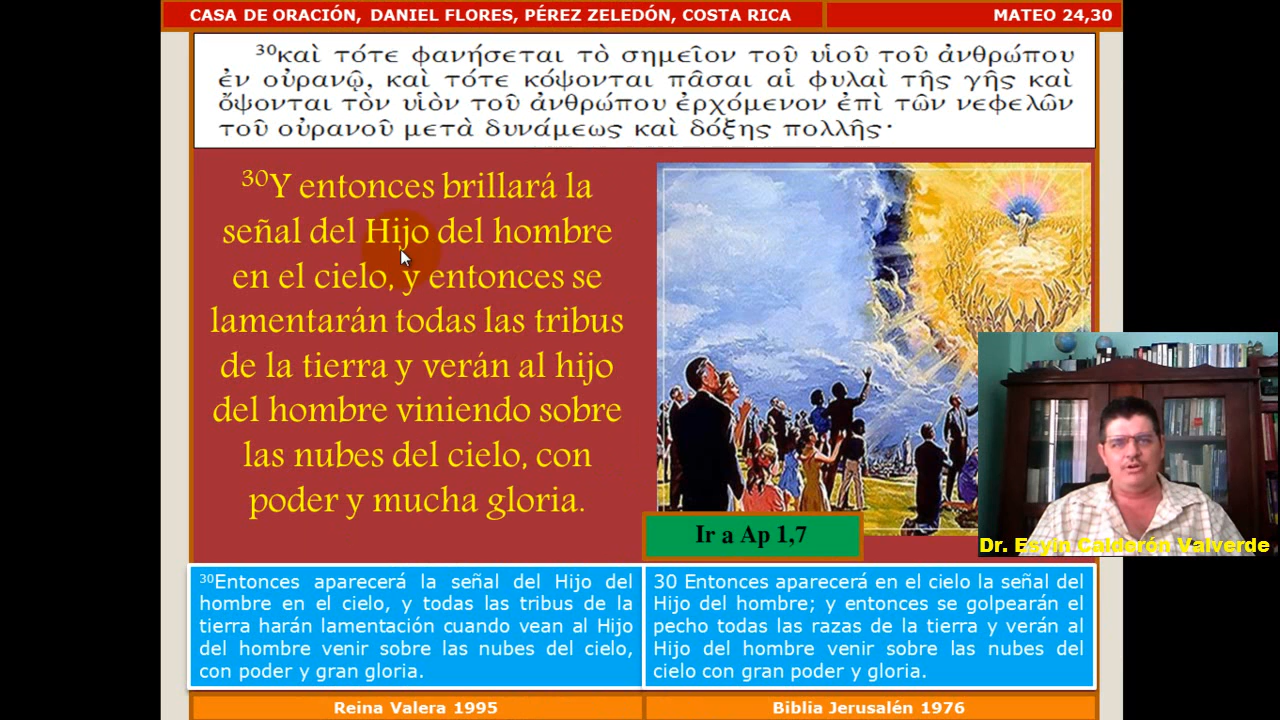 CASA DE ORACIÓN, DANIEL FLORES, PÉREZ ZELEDÓN, COSTA RICA
MATEO 24,30
³⁰καὶ τότε φανήσεται τὸ σημεῖον τοῦ υἱοῦ τοῦ ἀνθρώπου
ἐν οὐρανῷ, καὶ τότε κόψονται πᾶσαι αἱ φυλαὶ τῆς γῆς καὶ
ὄψονται τὸν υἱὸν τοῦ ἀνθρώπου ἐρχόμενον ἐπὶ τῶν νεφελῶν
τοῦ οὐρανοῦ μετὰ δυνάμεως καὶ δόξης πολλῆς·
³⁰Y entonces brillará la
señal del Hijo del hombre
en el cielo, y entonces se
lamentarán todas las tribus
de la tierra y verán al hijo
del hombre viniendo sobre
las nubes del cielo, con
poder y mucha gloria.
Ir a Ap 1,7
Dr. Esyin Calderón Valverde
³⁰Entonces aparecerá la señal del Hijo del
hombre en el cielo, y todas las tribus de la
tierra harán lamentación cuando vean al Hijo
del hombre venir sobre las nubes del cielo,
con poder y gran gloria.
30 Entonces aparecerá en el cielo la señal del
Hijo del hombre; y entonces se golpearán el
pecho todas las razas de la tierra y verán al
Hijo del hombre venir sobre las nubes del
cielo con gran poder y gloria.
Reina Valera 1995
Biblia Jerusalén 1976